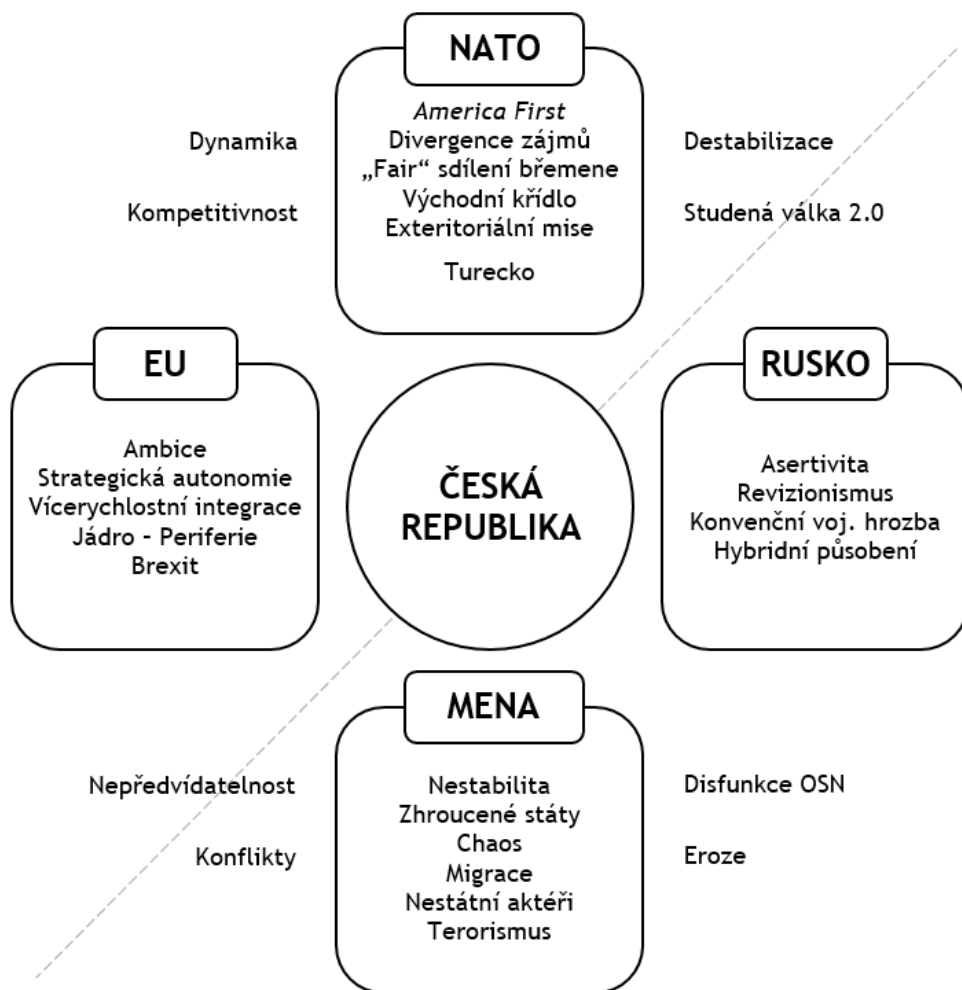 NATO
America First
Divergence zájmů
„Fair“ sdílení břemene
Východní křídlo
Exteritoriální mise
Turecko
Dynamika
Kompetitivnost
Destabilizace
Studená válka 2.0
EU
Ambice
Strategická autonomie
Vícerychlostní integrace
Jádro - Periferie
Brexit
ČESKÁ
REPUBLIKA
RUSKO
Asertivita
Revizionismus
Konvenční voj. hrozba
Hybridní působení
MENA
Nestabilita
Zhroucené státy
Chaos
Migrace
Nestátní aktéři
Terorismus
Nepředvídatelnost
Konflikty
Disfunkce OSN
Eroze